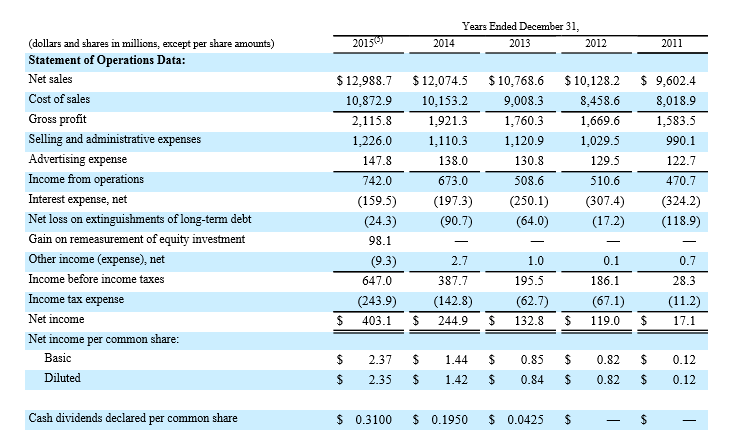 Years Ended December 31,
(dollars and shares in millions, except per share amounts) 2015(5) 2014 2013 2012 2011
Statement of Operations Data:
Net sales $ 12,988.7 $ 12,074.5 $ 10,768.6 $ 10,128.2 $ 9,602.4
Cost of sales 10,872.9 10,153.2 9,008.3 8,458.6 8,018.9
Gross profit 2,115.8 1,921.3 1,760.3 1,669.6 1,583.5
Selling and administrative expenses 1,226.0 1,110.3 1,120.9 1,029.5 990.1
Advertising expense 147.8 138.0 130.8 129.5 122.7
Income from operations 742.0 673.0 508.6 510.6 470.7
Interest expense, net (159.5) (197.3) (250.1) (307.4) (324.2)
Net loss on extinguishments of long-term debt (24.3) (90.7) (64.0) (17.2) (118.9)
Gain on remeasurement of equity investment 98.1 — — — —
Other income (expense), net (9.3) 2.7 1.0 0.1 0.7
Income before income taxes 647.0 387.7 195.5 186.1 28.3
Income tax expense (243.9) (142.8) (62.7) (67.1) (11.2)
Net income $ 403.1 $ 244.9 $ 132.8 $ 119.0 $ 17.1
Net income per common share:
Basic $ 2.37 $ 1.44 $ 0.85 $ 0.82 $ 0.12
Diluted $ 2.35 $ 1.42 $ 0.84 $ 0.82 $ 0.12
Cash dividends declared per common share $ 0.3100 $ 0.1950 $ 0.0425 $ — $ —